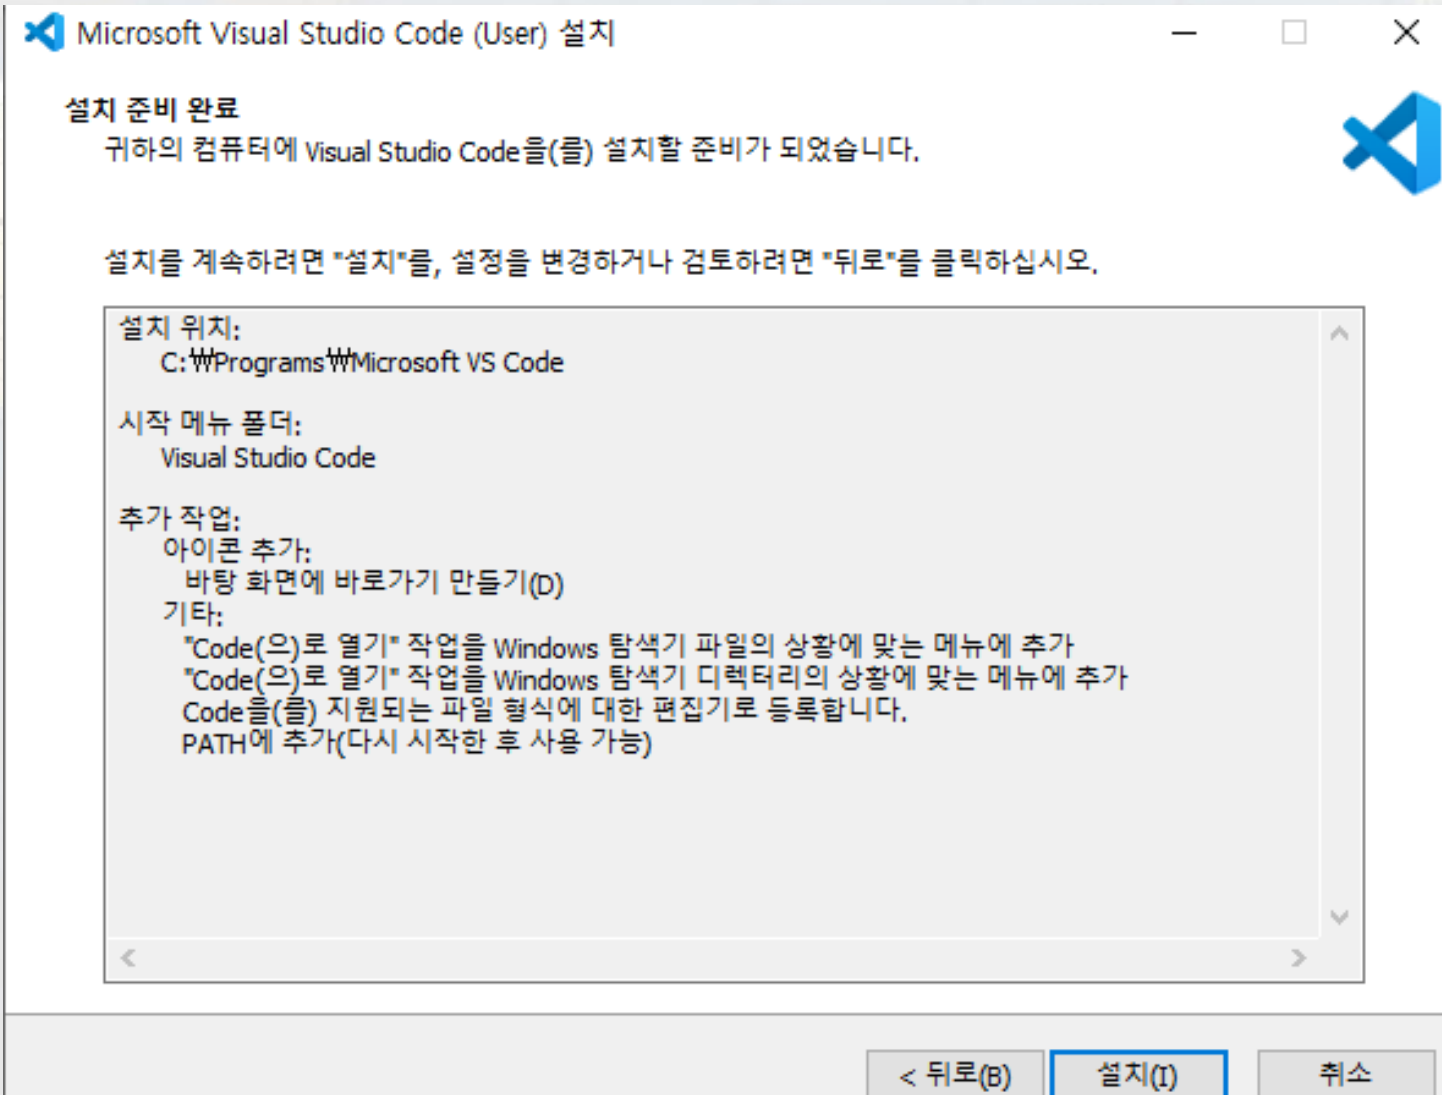 Microsoft Visual Studio Code (User) 설치
설치 준비 완료
귀하의 컴퓨터에 Visual Studio Code을(를) 설치할 준비가 되었습니다.
설치를 계속하려면 "설치"를, 설정을 변경하거나 검토하려면 "뒤로"를 클릭하십시오.
설치 위치:
C:₩Programs₩Microsoft VS Code
시작 메뉴 폴더:
Visual Studio Code
추가 작업:
아이콘 추가:
바탕 화면에 바로가기 만들기(D)
기타:
"Code(으)로 열기" 작업을 Windows 탐색기 파일의 상황에 맞는 메뉴에 추가
"Code(으)로 열기" 작업을 Windows 탐색기 디렉터리의 상황에 맞는 메뉴에 추가
Code을(를) 지원되는 파일 형식에 대한 편집기로 등록합니다.
PATH에 추가(다시 시작한 후 사용 가능)
< 뒤로(B)
설치(I)
취소